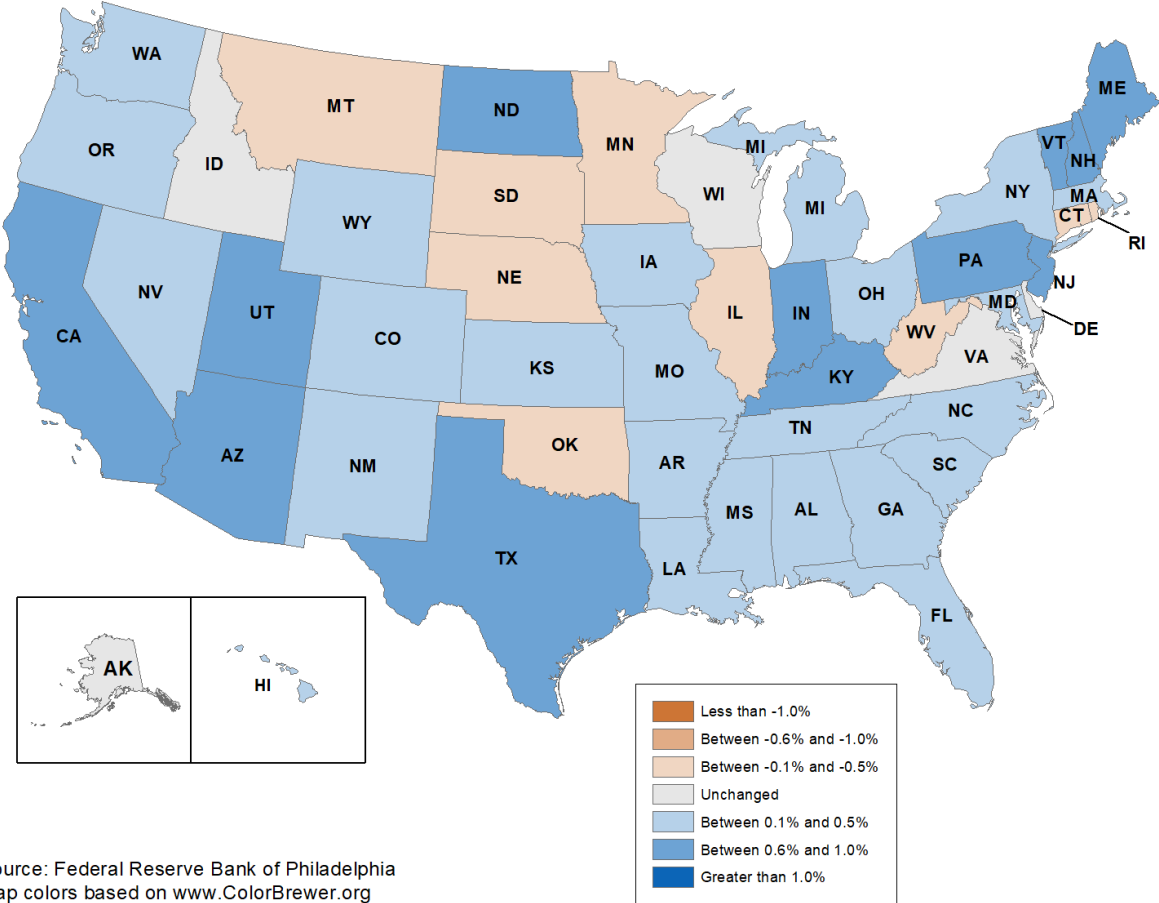 WA
MT
ND
ME
MN
VT
MI
OR
NH
ID
SD
WI
NY
MA
MI
CT
WY
RI
IA
PA
NE
NV
NJ
OH
MD
UT
IL
IN
DE
CA
WV
CO
VA
KS
MO
KY
NC
TN
OK
AZ
NM
AR
SC
MS
AL
GA
TX
LA
FL
AK
HI
Less than -1.0%
Between -0.6% and -1.0%
Between -0.1% and -0.5%
Unchanged
Between 0.1% and 0.5%
Between 0.6% and 1.0%
Greater than 1.0%
ource: Federal Reserve Bank of Philadelphia
ap colors based on www.ColorBrewer.org